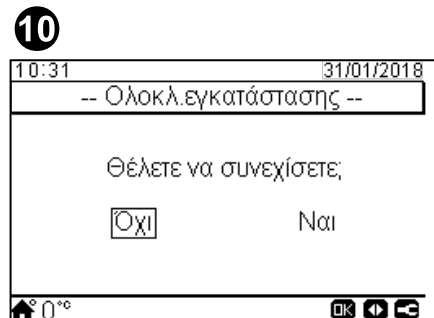 10
10:31 31/01/2018
-- Ολοκλ.εγκατάστασης --
Θέλετε να συνεχίσετε;
Όχι Ναι
0°c OK